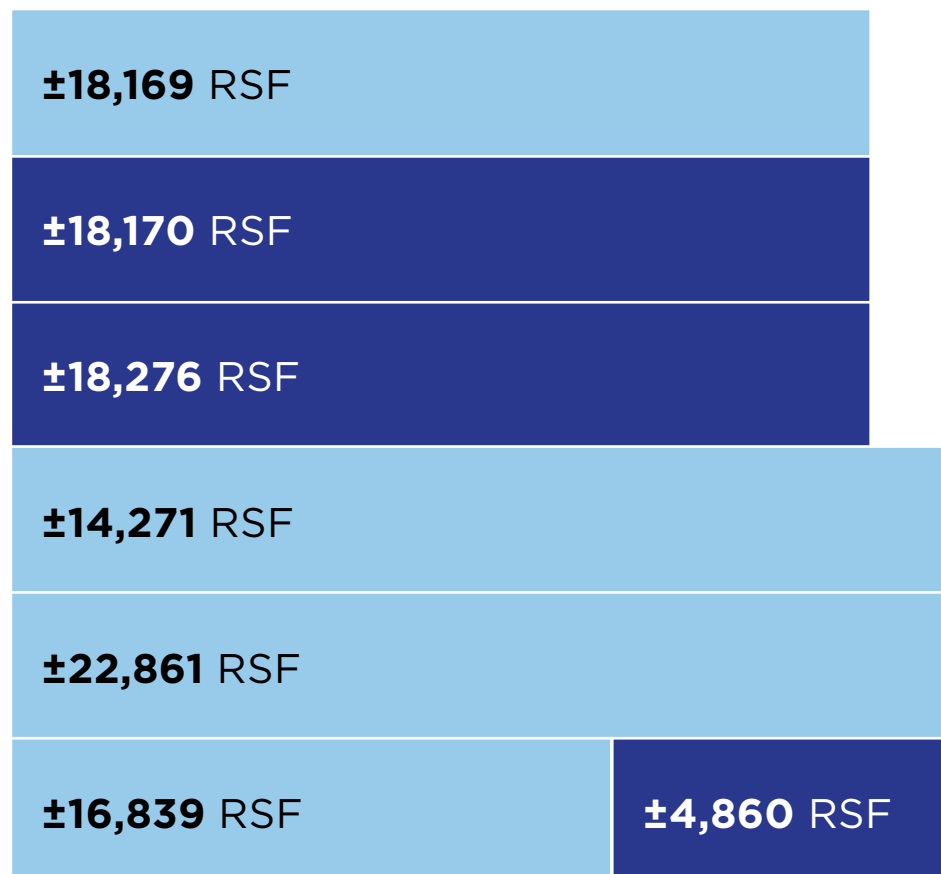 ±18,169 RSF
±18,170 RSF
±18,276 RSF
±14,271 RSF
±22,861 RSF
±16,839 RSF ±4,860 RSF